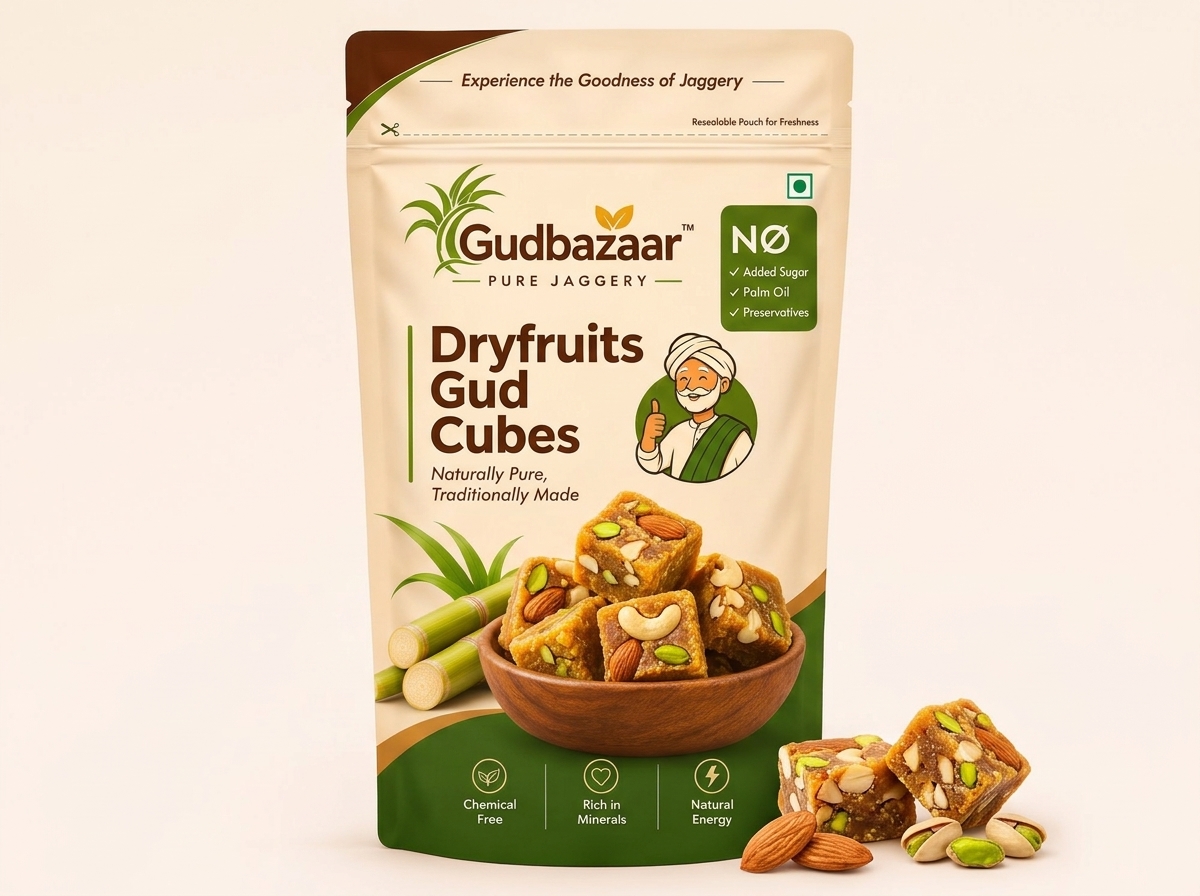 Experience the Goodness of Jaggery
Resealable Pouch for Freshness
Gudbazaar™
PURE JAGGERY
NØ
✓ Added Sugar
✓ Palm Oil
✓ Preservatives
Dryfruits
Gud
Cubes
Naturally Pure,
Traditionally Made
Chemical
Free
Rich in
Minerals
Natural
Energy